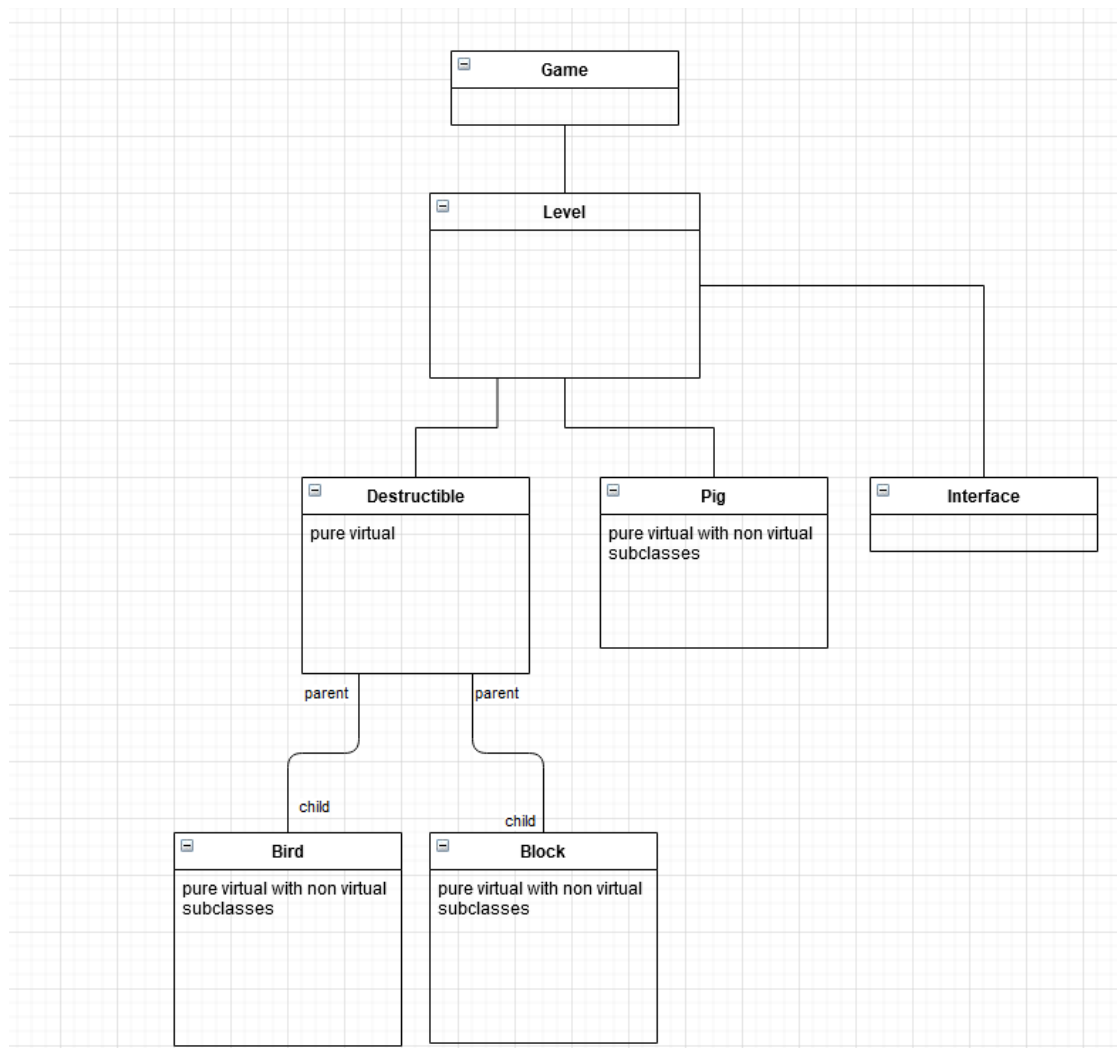 Game
Level
Destructible
pure virtual
Pig
pure virtual with non virtual
subclasses
Interface
parent
parent
child
child
Bird
pure virtual with non virtual
subclasses
Block
pure virtual with non virtual
subclasses